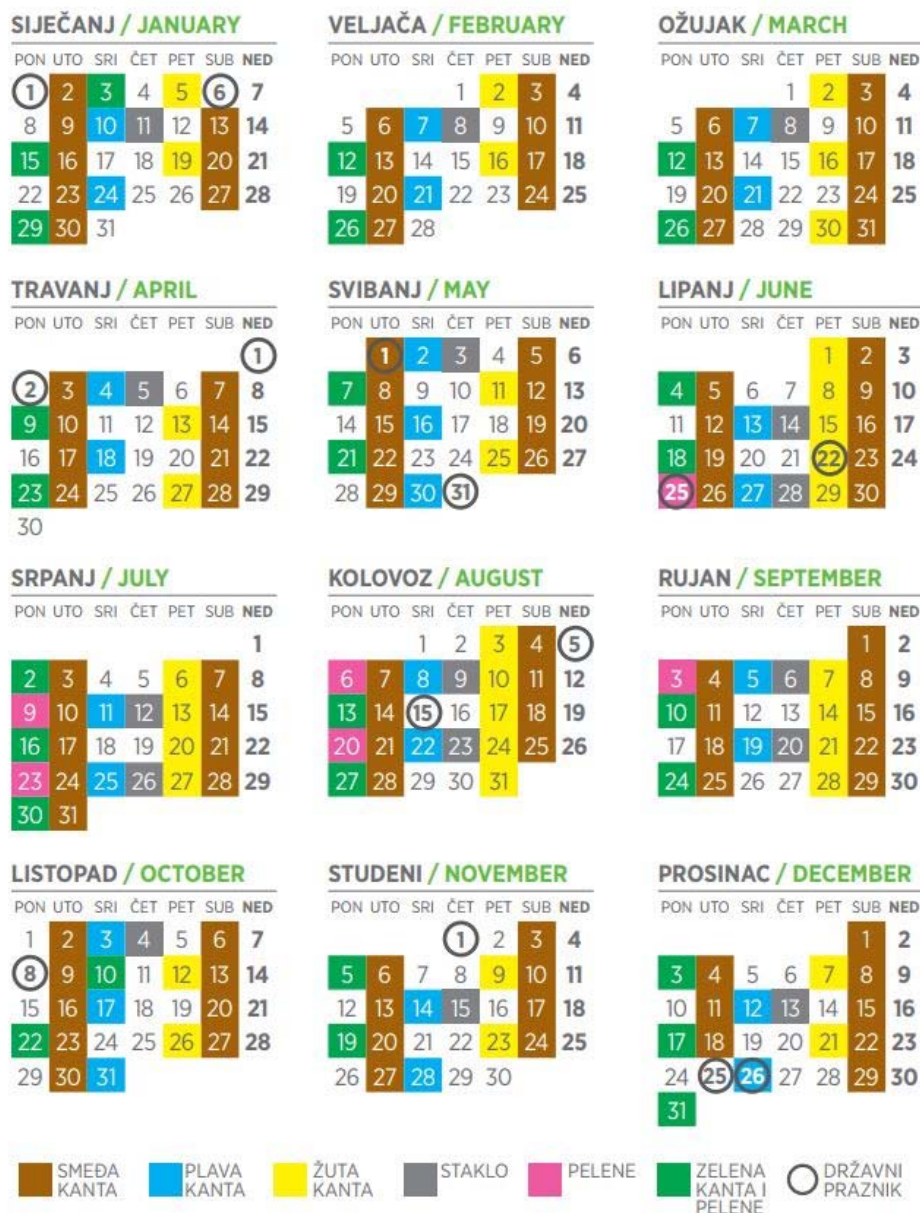 SIJEČANJ / JANUARY VELJAČA / FEBRUARY OŽUJAK / MARCH
PON UTO SRI ČET PET SUB NED PON UTO SRI ČET PET SUB NED PON UTO SRI ČET PET SUB NED
1 2 3 4 5 6 7 1 2 3 4 1 2 3 4
8 9 10 11 12 13 14 5 6 7 8 9 10 11 5 6 7 8 9 10 11
15 16 17 18 19 20 21 12 13 14 15 16 17 18 12 13 14 15 16 17 18
22 23 24 25 26 27 28 19 20 21 22 23 24 25 19 20 21 22 23 24 25
29 30 31 26 27 28 26 27 28 29 30 31
TRAVANJ / APRIL SVIBANJ / MAY LIPANJ / JUNE
PON UTO SRI ČET PET SUB NED PON UTO SRI ČET PET SUB NED PON UTO SRI ČET PET SUB NED
1 1 2 3 4 5 6 1 2 3
2 3 4 5 6 7 8 7 8 9 10 11 12 13 4 5 6 7 8 9 10
9 10 11 12 13 14 15 14 15 16 17 18 19 20 11 12 13 14 15 16 17
16 17 18 19 20 21 22 21 22 23 24 25 26 27 18 19 20 21 22 23 24
23 24 25 26 27 28 29 28 29 30 31 25 26 27 28 29 30
30
SRPANJ / JULY KOLOVOZ / AUGUST RUJAN / SEPTEMBER
PON UTO SRI ČET PET SUB NED PON UTO SRI ČET PET SUB NED PON UTO SRI ČET PET SUB NED
1 1 2 3 4 5 1 2
2 3 4 5 6 7 8 6 7 8 9 10 11 12 3 4 5 6 7 8 9
9 10 11 12 13 14 15 13 14 15 16 17 18 19 10 11 12 13 14 15 16
16 17 18 19 20 21 22 20 21 22 23 24 25 26 17 18 19 20 21 22 23
23 24 25 26 27 28 29 27 28 29 30 31 24 25 26 27 28 29 30
30 31
LISTOPAD / OCTOBER STUDENI / NOVEMBER PROSINAC / DECEMBER
PON UTO SRI ČET PET SUB NED PON UTO SRI ČET PET SUB NED PON UTO SRI ČET PET SUB NED
1 2 3 4 5 6 7 1 2 3 4 1 2
8 9 10 11 12 13 14 5 6 7 8 9 10 11 3 4 5 6 7 8 9
15 16 17 18 19 20 21 12 13 14 15 16 17 18 10 11 12 13 14 15 16
22 23 24 25 26 27 28 19 20 21 22 23 24 25 17 18 19 20 21 22 23
29 30 31 26 27 28 29 30 24 25 26 27 28 29 30
31
SMEĐA KANTA
PLAVA KANTA
ŽUTA KANTA
STAKLO
PELENE
ZELENA KANTA I PELENE
DRŽAVNI PRAZNIK